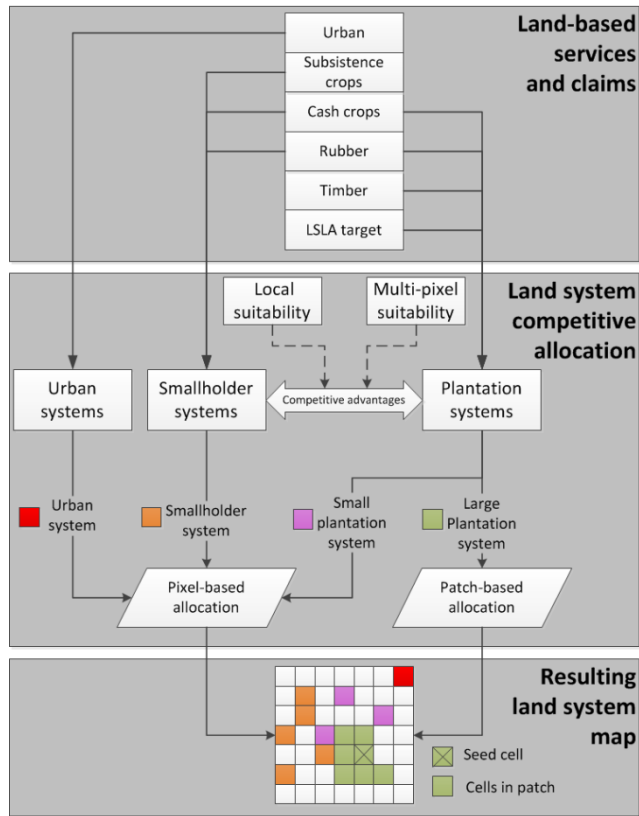 Land-based
services
and claims
Urban
Subsistence
crops
Cash crops
Rubber
Timber
LSLA target
Land system
competitive
allocation
Local
suitability
Multi-pixel
suitability
Urban
systems
Smallholder
systems
Competitive advantages
Plantation
systems
Urban
system
Smallholder
system
Small
plantation
system
Large
Plantation
system
Pixel-based
allocation
Patch-based
allocation
Resulting
land system
map
Seed cell
Cells in patch